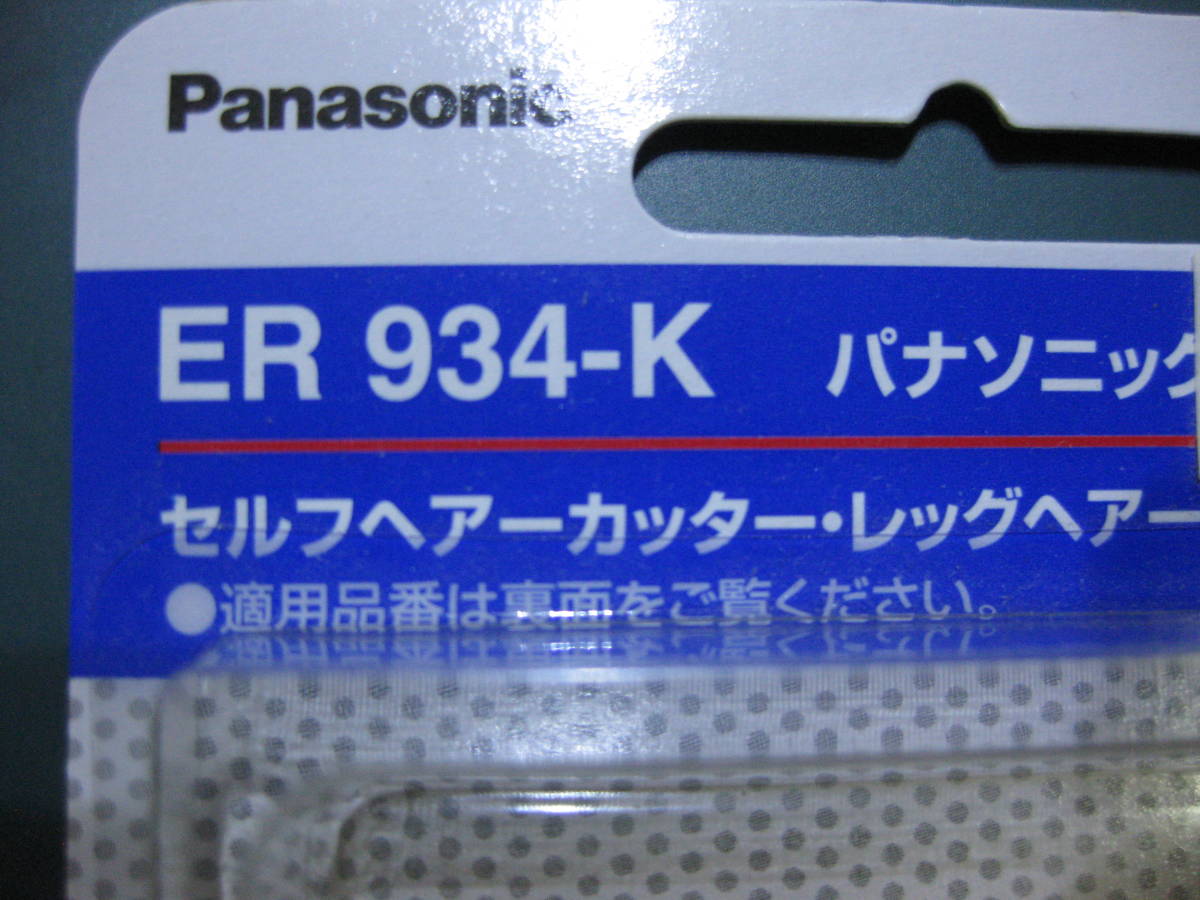 Panasonic
ER 934-K パナソニック
セルフヘアーカッター・レッグヘアー
●適用品番は裏面をご覧ください。